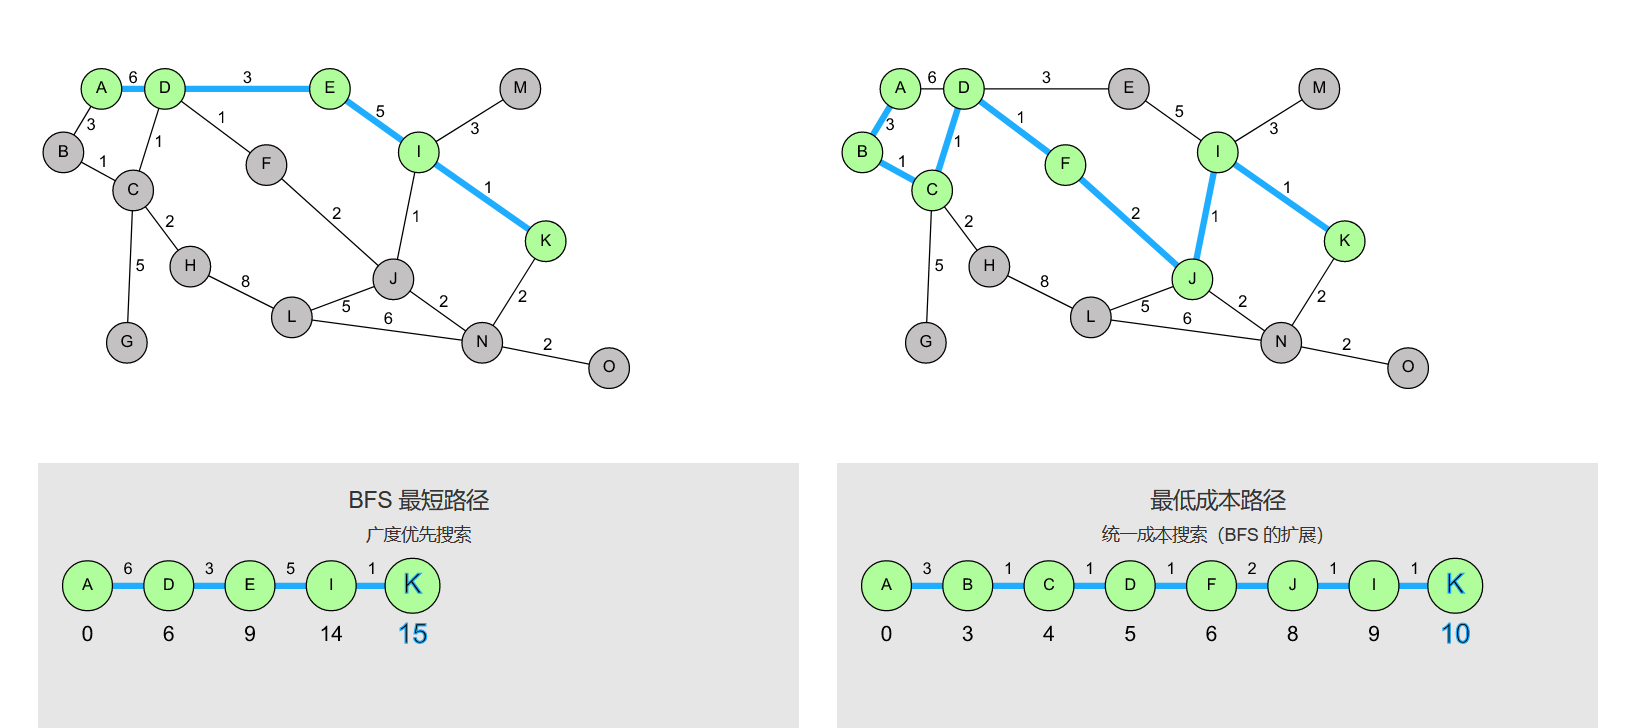 A 6 D 3 E M
5
3
3 1 1
B 1 F I
C 1
2 2 1 K
5 H J
8 5 2 2
L 6
G N 2
O
A 6 D 3 E M
5
3
3 1 1
B 1 F I
C 1
2 2 1 K
5 H J
8 5 2 2
L 6
G N 2
O
BFS 最短路径
广度优先搜索
6 3 5 1
A D E I K
0 6 9 14 15
最低成本路径
统一成本搜索（BFS 的扩展）
3 1 1 1 2 1 1
A B C D F J I K
0 3 4 5 6 8 9 10